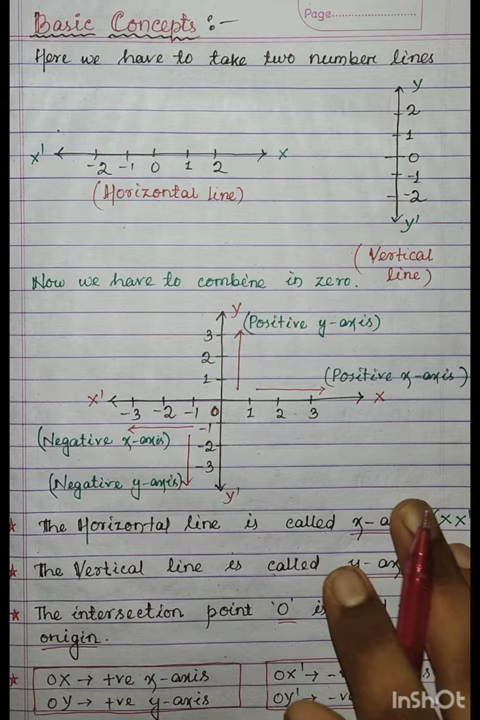 Page
Basic Concepts :-
Here we have to take two number lines
y
2
1
0
-1
-2
y'
x' -2 -1 0 1 2 x
(Horizontal line)
(Vertical line)
Now we have to combine in zero.
y
(Positive y-axis)
3
2
1
(Positive x-axis)
x' -3 -2 -1 0 1 2 3 x
-1
-2
-3
(Negative x-axis)
(Negative y-axis)
y'
* The Horizontal line is called x-a (xx'
* The Vertical line is called y-ax
* The intersection point 'O' is
origin.
* OX → +ve x-axis
OY → +ve y-axis
OX' → -
OY' → -ve
InShOt